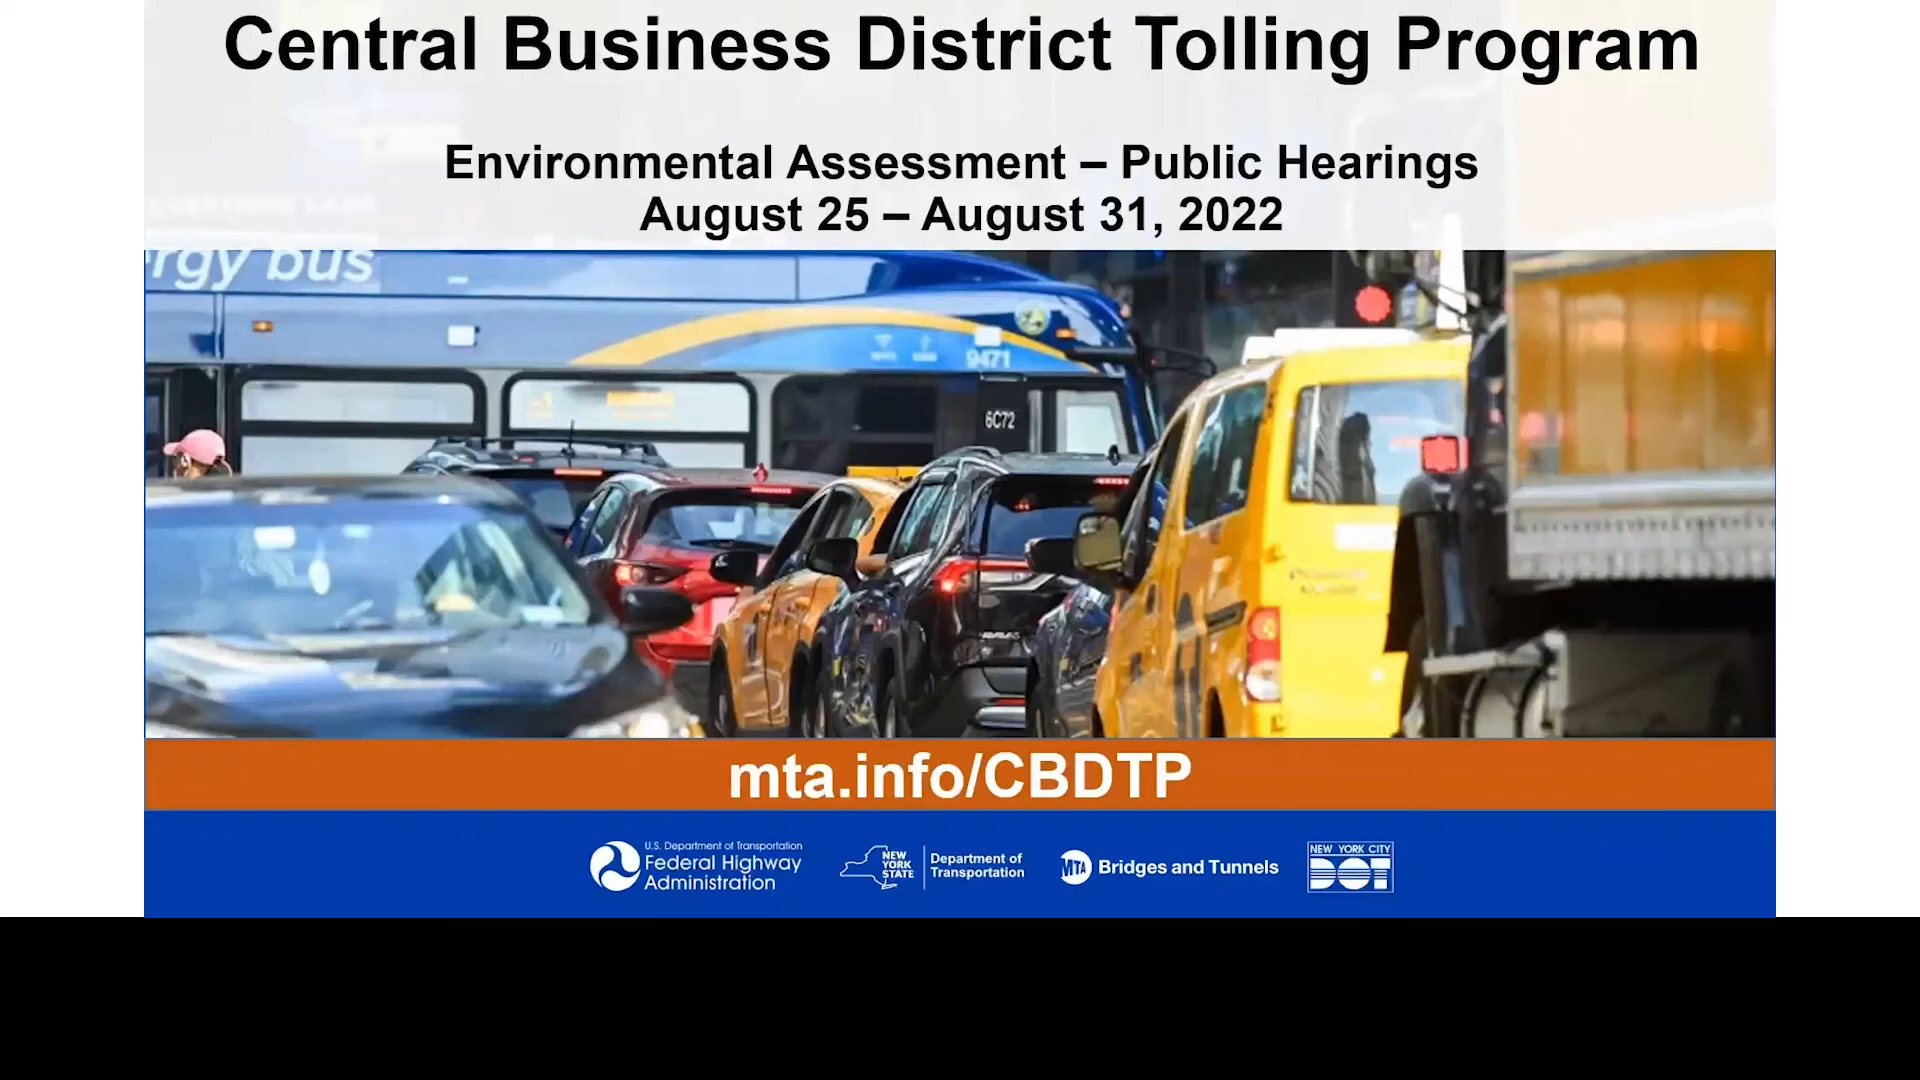 Central Business District Tolling Program
Environmental Assessment – Public Hearings
August 25 – August 31, 2022
rgy bus
9471
6C72
mta.info/CBDTP
U.S. Department of Transportation
Federal Highway
Administration
NEW
YORK
STATE
Department of
Transportation
MTA
Bridges and Tunnels
NEW YORK CITY
DOT